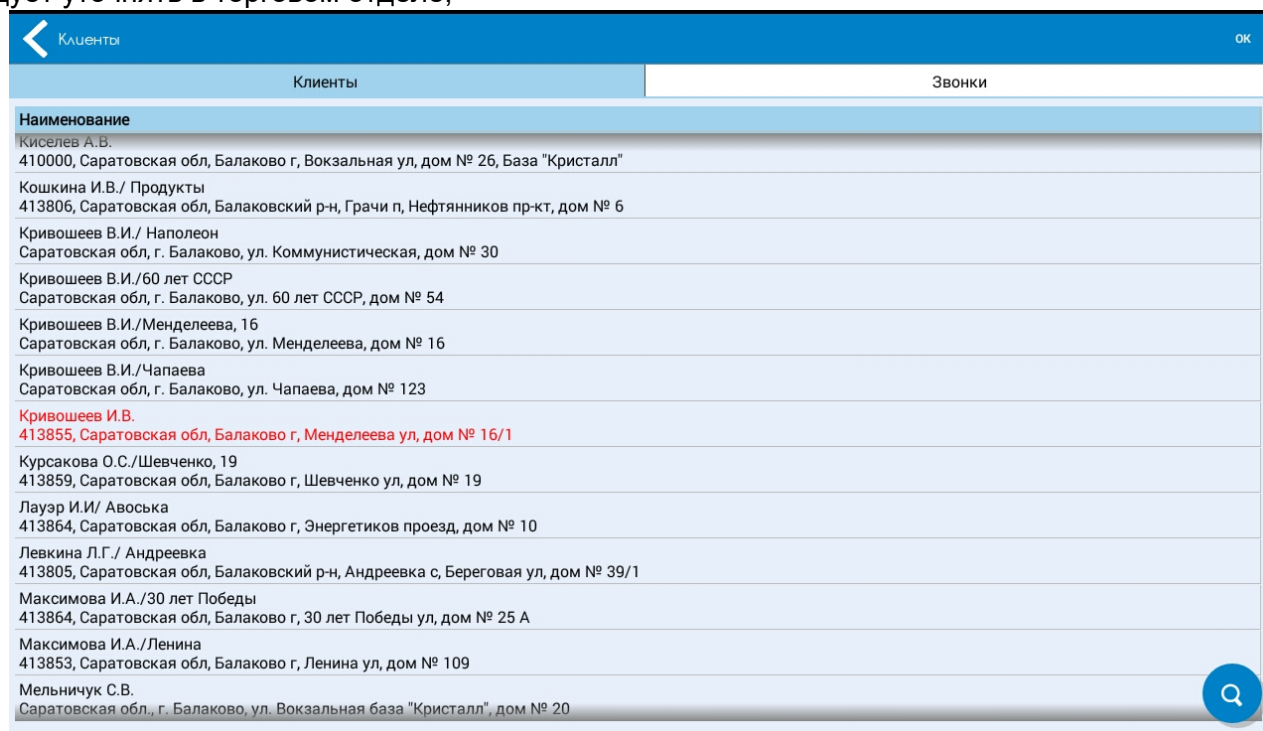 уточнять в торговом отделе,
Клиенты
ОК
Клиенты
Звонки
Наименование
Киселев А.В.
410000, Саратовская обл, Балаково г, Вокзальная ул, дом № 26, База "Кристалл"
Кошкина И.В./ Продукты
413806, Саратовская обл, Балаковский р-н, Грачи п, Нефтянников пр-кт, дом № 6
Кривошеев В.И./ Наполеон
Саратовская обл, г. Балаково, ул. Коммунистическая, дом № 30
Кривошеев В.И./60 лет СССР
Саратовская обл, г. Балаково, ул. 60 лет СССР, дом № 54
Кривошеев В.И./Менделеева, 16
Саратовская обл, г. Балаково, ул. Менделеева, дом № 16
Кривошеев В.И./Чапаева
Саратовская обл, г. Балаково, ул. Чапаева, дом № 123
Кривошеев И.В.
413855, Саратовская обл, Балаково г, Менделеева ул, дом № 16/1
Курсакова О.С./Шевченко, 19
413859, Саратовская обл, Балаково г, Шевченко ул, дом № 19
Лауэр И.И/ Авоська
413864, Саратовская обл, Балаково г, Энергетиков проезд, дом № 10
Левкина Л.Г./ Андреевка
413805, Саратовская обл, Балаковский р-н, Андреевка с, Береговая ул, дом № 39/1
Максимова И.А./30 лет Победы
413864, Саратовская обл, Балаково г, 30 лет Победы ул, дом № 25 А
Максимова И.А./Ленина
413853, Саратовская обл, Балаково г, Ленина ул, дом № 109
Мельничук С.В.
Саратовская обл., г. Балаково, ул. Вокзальная база "Кристалл", дом № 20